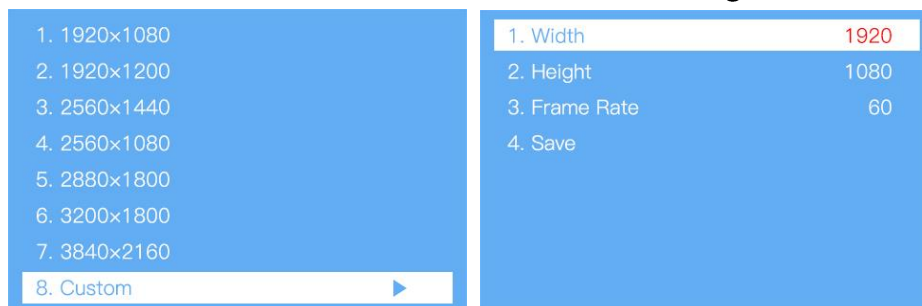 1. 1920×1080
2. 1920×1200
3. 2560×1440
4. 2560×1080
5. 2880×1800
6. 3200×1800
7. 3840×2160
8. Custom
1. Width 1920
2. Height 1080
3. Frame Rate 60
4. Save